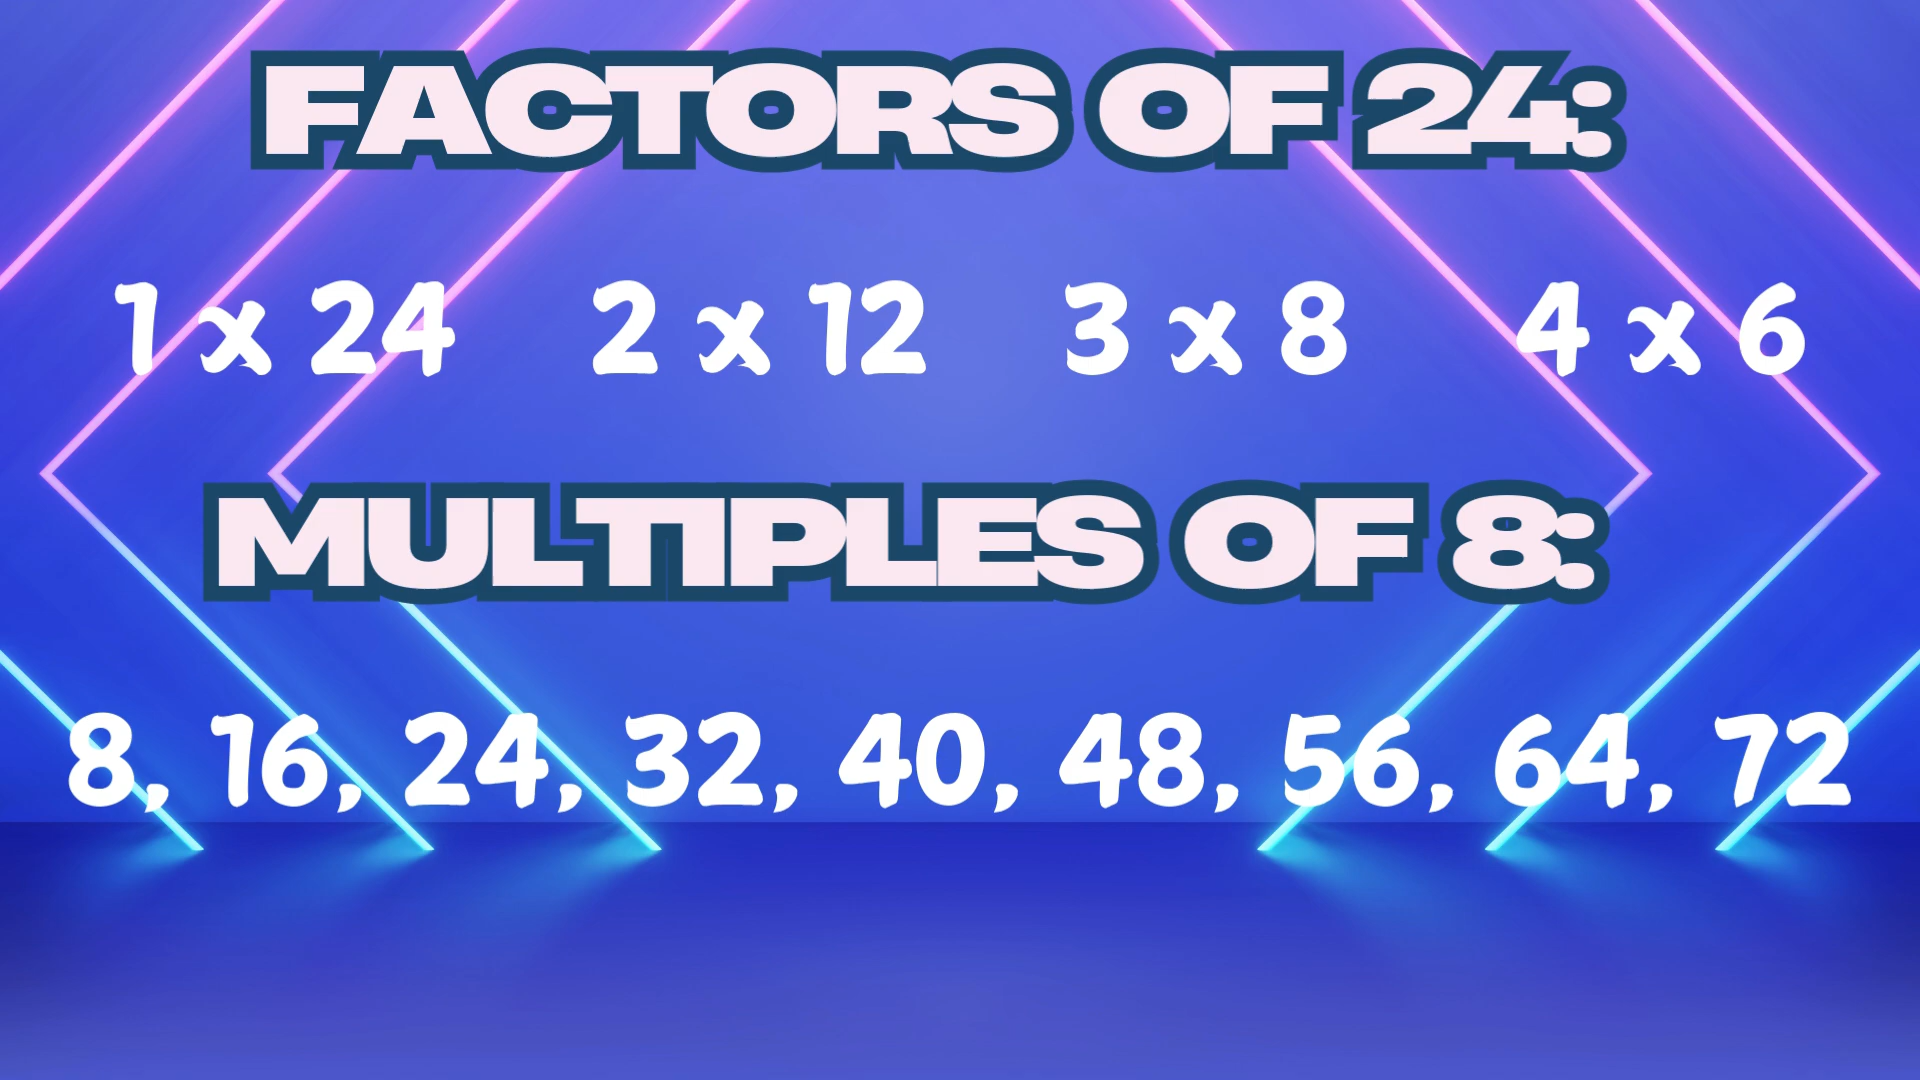 FACTORS OF 24:
1 x 24 2 x 12 3 x 8 4 x 6
MULTIPLES OF 8:
8, 16, 24, 32, 40, 48, 56, 64, 72